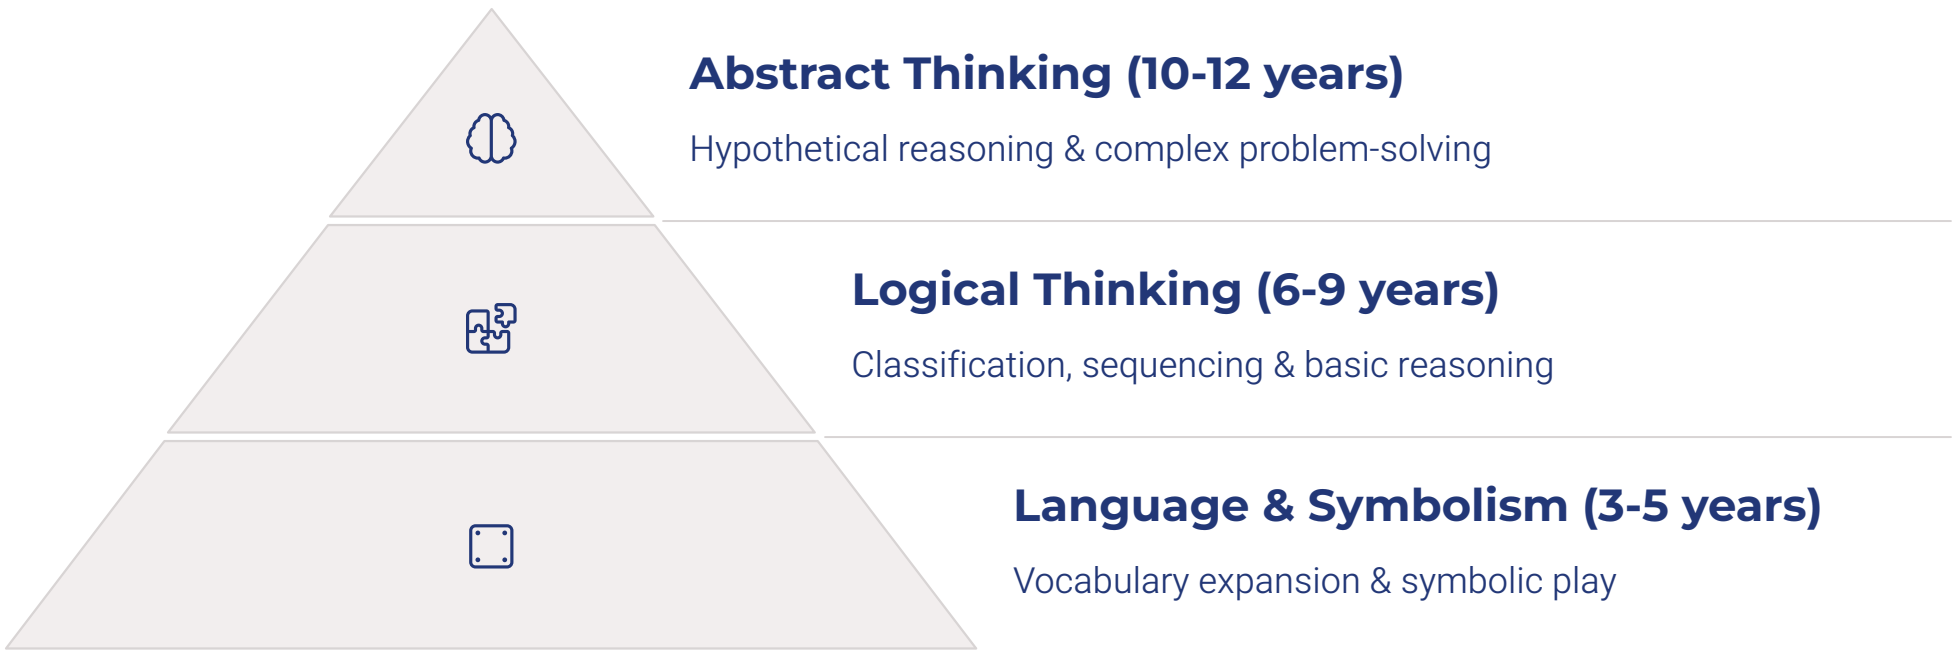 Abstract Thinking (10-12 years)
Hypothetical reasoning & complex problem-solving
Logical Thinking (6-9 years)
Classification, sequencing & basic reasoning
Language & Symbolism (3-5 years)
Vocabulary expansion & symbolic play